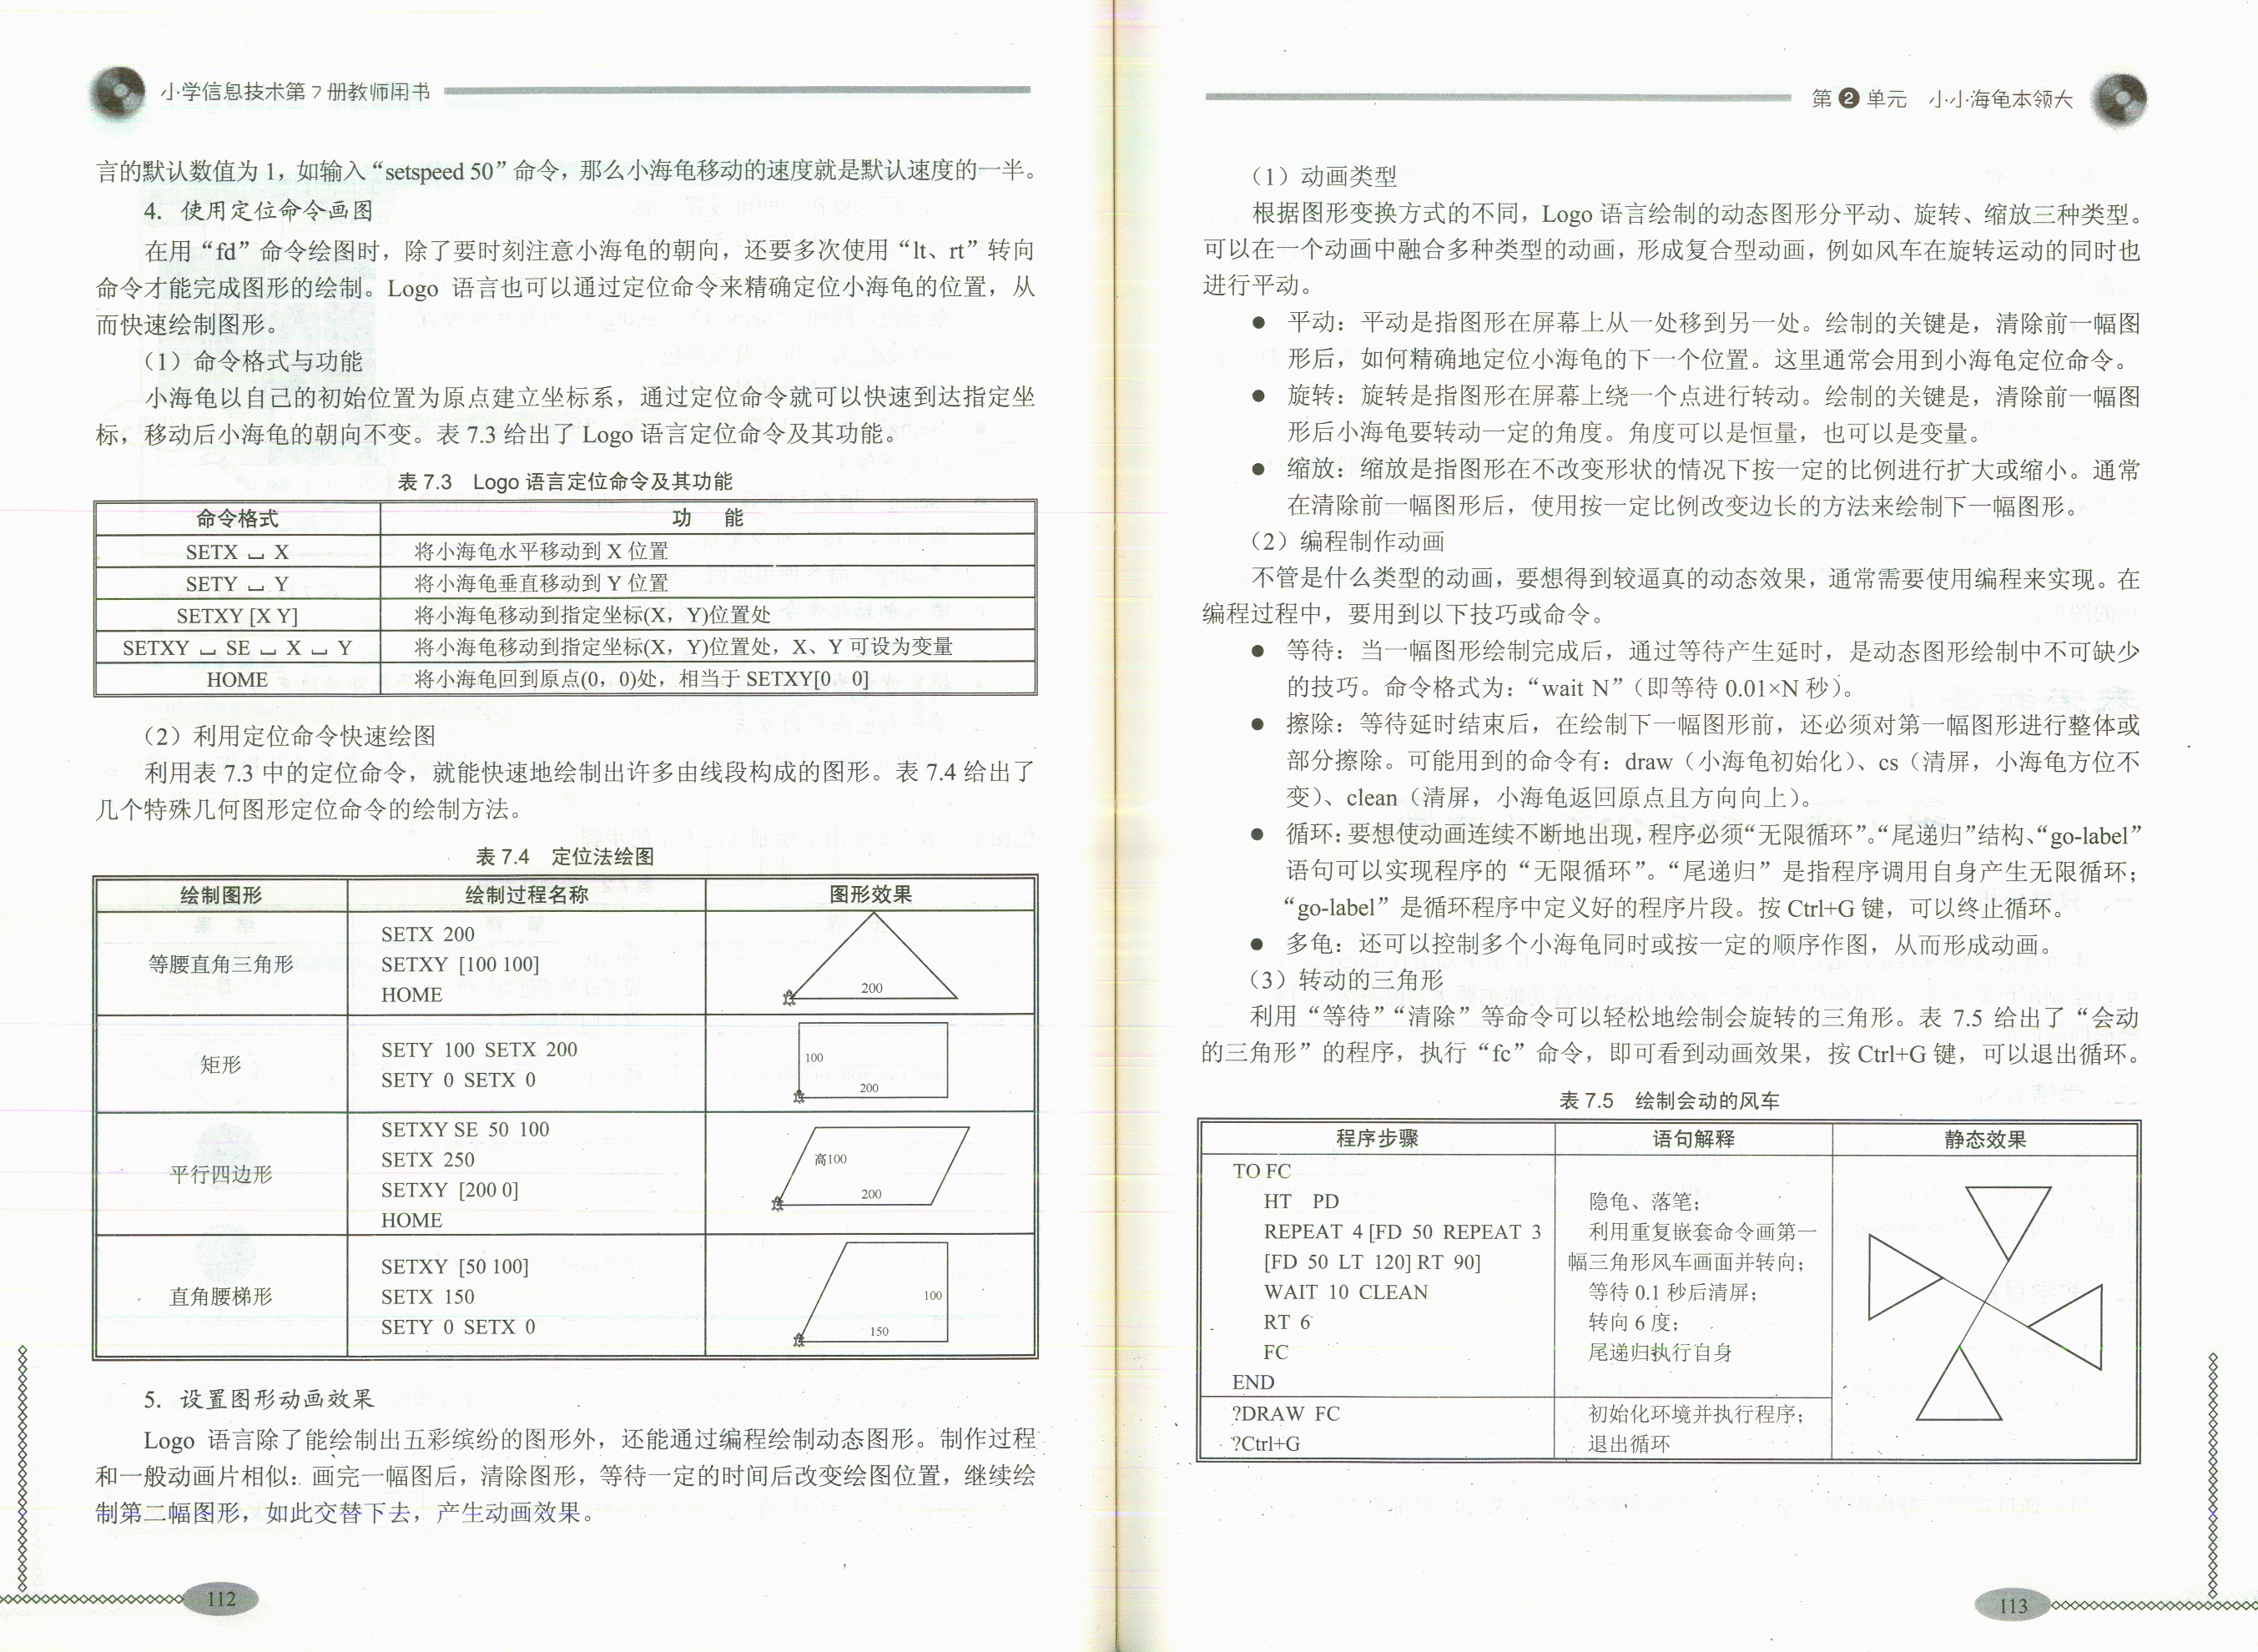 小学信息技术第7册教师用书
言的默认数值为 1，如输入“setspeed 50”命令，那么小海龟移动的速度就是默认速度的一半。
4. 使用定位命令画图
在用“fd”命令绘图时，除了要时刻注意小海龟的朝向，还要多次使用“lt、rt”转向
命令才能完成图形的绘制。Logo 语言也可以通过定位命令来精确定位小海龟的位置，从
而快速绘制图形。
（1）命令格式与功能
小海龟以自己的初始位置为原点建立坐标系，通过定位命令就可以快速到达指定坐
标，移动后小海龟的朝向不变。表 7.3 给出了 Logo 语言定位命令及其功能。
表 7.3 Logo 语言定位命令及其功能
命令格式 功 能
SETX ⎵ X 将小海龟水平移动到 X 位置
SETY ⎵ Y 将小海龟垂直移动到 Y 位置
SETXY [X Y] 将小海龟移动到指定坐标(X，Y)位置处
SETXY ⎵ SE ⎵ X ⎵ Y 将小海龟移动到指定坐标(X，Y)位置处，X、Y 可设为变量
HOME 将小海龟回到原点(0，0)处，相当于 SETXY[0 0]
（2）利用定位命令快速绘图
利用表 7.3 中的定位命令，就能快速地绘制出许多由线段构成的图形。表 7.4 给出了
几个特殊几何图形定位命令的绘制方法。
表 7.4 定位法绘图
绘制图形 绘制过程名称 图形效果
等腰直角三角形
SETX 200
SETXY [100 100]
HOME
200
矩形
SETY 100 SETX 200
SETY 0 SETX 0
100
200
平行四边形
SETXY SE 50 100
SETX 250
SETXY [200 0]
HOME
高100
200
直角腰梯形
SETXY [50 100]
SETX 150
SETY 0 SETX 0
100
150
5. 设置图形动画效果
Logo 语言除了能绘制出五彩缤纷的图形外，还能通过编程绘制动态图形。制作过程
和一般动画片相似：画完一幅图后，清除图形，等待一定的时间后改变绘图位置，继续绘
制第二幅图形，如此交替下去，产生动画效果。
112
第2单元 小小海龟本领大
（1）动画类型
根据图形变换方式的不同，Logo 语言绘制的动态图形分平动、旋转、缩放三种类型。
可以在一个动画中融合多种类型的动画，形成复合型动画，例如风车在旋转运动的同时也
进行平动。
● 平动：平动是指图形在屏幕上从一处移到另一处。绘制的关键是，清除前一幅图
形后，如何精确地定位小海龟的下一个位置。这里通常会用到小海龟定位命令。
● 旋转：旋转是指图形在屏幕上绕一个点进行转动。绘制的关键是，清除前一幅图
形后小海龟要转动一定的角度。角度可以是恒量，也可以是变量。
● 缩放：缩放是指图形在不改变形状的情况下按一定的比例进行扩大或缩小。通常
在清除前一幅图形后，使用按一定比例改变边长的方法来绘制下一幅图形。
（2）编程制作动画
不管是什么类型的动画，要想得到较逼真的动态效果，通常需要使用编程来实现。在
编程过程中，要用到以下技巧或命令。
● 等待：当一幅图形绘制完成后，通过等待产生延时，是动态图形绘制中不可缺少
的技巧。命令格式为：“wait N”（即等待 0.01×N 秒）。
● 擦除：等待延时结束后，在绘制下一幅图形前，还必须对第一幅图形进行整体或
部分擦除。可能用到的命令有：draw（小海龟初始化）、cs（清屏，小海龟方位不
变）、clean（清屏，小海龟返回原点且方向向上）。
● 循环：要想使动画连续不断地出现，程序必须“无限循环”。“尾递归”结构、“go-label”
语句可以实现程序的“无限循环”。“尾递归”是指程序调用自身产生无限循环；
“go-label”是循环程序中定义好的程序片段。按 Ctrl+G 键，可以终止循环。
● 多龟：还可以控制多个小海龟同时或按一定的顺序作图，从而形成动画。
（3）转动的三角形
利用“等待”“清除”等命令可以轻松地绘制会旋转的三角形。表 7.5 给出了“会动
的三角形”的程序，执行“fc”命令，即可看到动画效果，按 Ctrl+G 键，可以退出循环。
表 7.5 绘制会动的风车
程序步骤 语句解释 静态效果
TO FC
HT PD 隐龟、落笔；
REPEAT 4 [FD 50 REPEAT 3 利用重复嵌套命令画第一
[FD 50 LT 120] RT 90] 幅三角形风车画面并转向；
WAIT 10 CLEAN 等待 0.1 秒后清屏；
RT 6 转向 6 度；
FC 尾递归执行自身
END
?DRAW FC 初始化环境并执行程序；
?Ctrl+G 退出循环
113